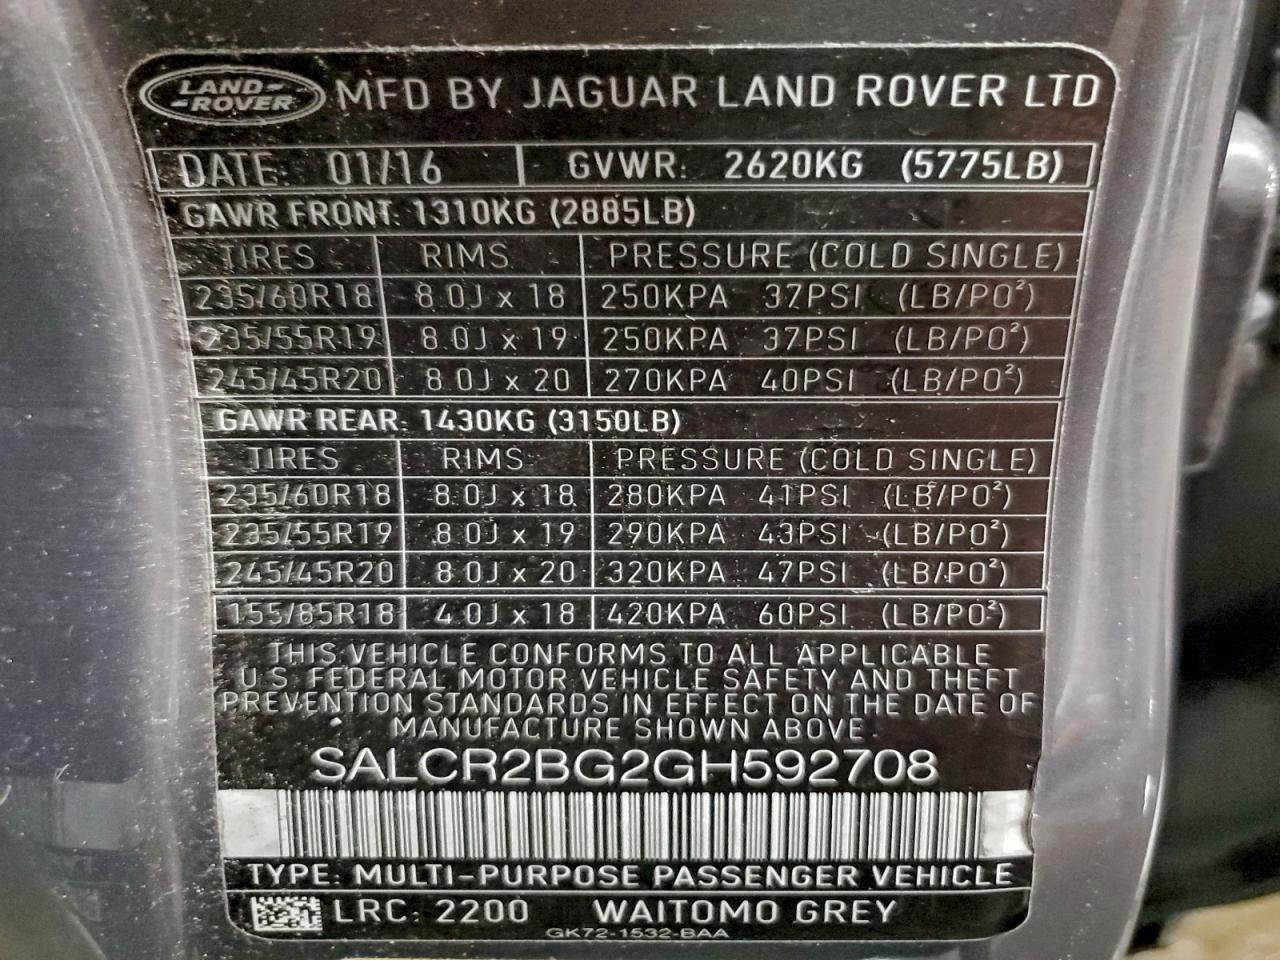 LAND ROVER MFD BY JAGUAR LAND ROVER LTD
DATE: 01/16 GVWR: 2620KG (5775LB)
GAWR FRONT: 1310KG (2885LB)
TIRES RIMS PRESSURE (COLD SINGLE)
235/60R18 8.0J x 18 250KPA 37PSI (LB/PO²)
235/55R19 8.0J x 19 250KPA 37PSI (LB/PO²)
245/45R20 8.0J x 20 270KPA 40PSI (LB/PO²)
GAWR REAR: 1430KG (3150LB)
TIRES RIMS PRESSURE (COLD SINGLE)
235/60R18 8.0J x 18 280KPA 41PSI (LB/PO²)
235/55R19 8.0J x 19 290KPA 43PSI (LB/PO²)
245/45R20 8.0J x 20 320KPA 47PSI (LB/PO²)
155/85R18 4.0J x 18 420KPA 60PSI (LB/PO²)
THIS VEHICLE CONFORMS TO ALL APPLICABLE
U.S. FEDERAL MOTOR VEHICLE SAFETY AND THEFT
PREVENTION STANDARDS IN EFFECT ON THE DATE OF
MANUFACTURE SHOWN ABOVE.
SALCR2BG2GH592708
TYPE: MULTI-PURPOSE PASSENGER VEHICLE
LRC: 2200 WAITOMO GREY
GK72-1532-BAA